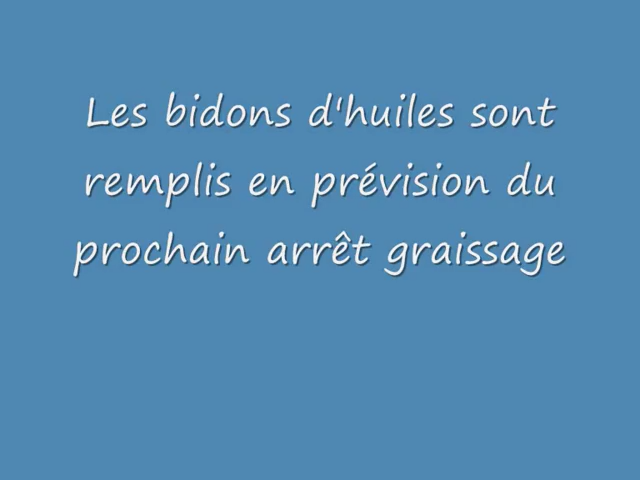 Les bidons d'huiles sont
remplis en prévision du
prochain arrêt graissage